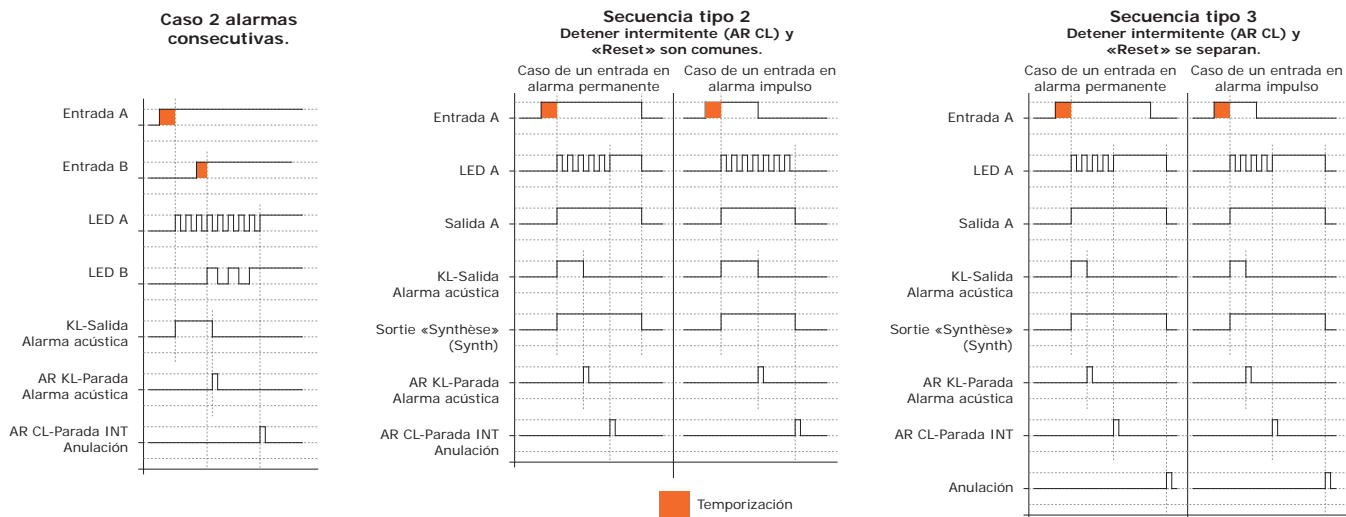 Caso 2 alarmas
consecutivas.
Entrada A
Entrada B
LED A
LED B
KL-Salida
Alarma acústica
AR KL-Parada
Alarma acústica
AR CL-Parada INT
Anulación
Secuencia tipo 2
Detener intermitente (AR CL) y
«Reset» son comunes.
Caso de un entrada en
alarma permanente
Caso de un entrada en
alarma impulso
Entrada A
LED A
Salida A
KL-Salida
Alarma acústica
Sortie «Synthèse»
(Synth)
AR KL-Parada
Alarma acústica
AR CL-Parada INT
Anulación
Temporización
Secuencia tipo 3
Detener intermitente (AR CL) y
«Reset» se separan.
Caso de un entrada en
alarma permanente
Caso de un entrada en
alarma impulso
Entrada A
LED A
Salida A
KL-Salida
Alarma acústica
Sortie «Synthèse»
(Synth)
AR KL-Parada
Alarma acústica
AR CL-Parada INT
Anulación